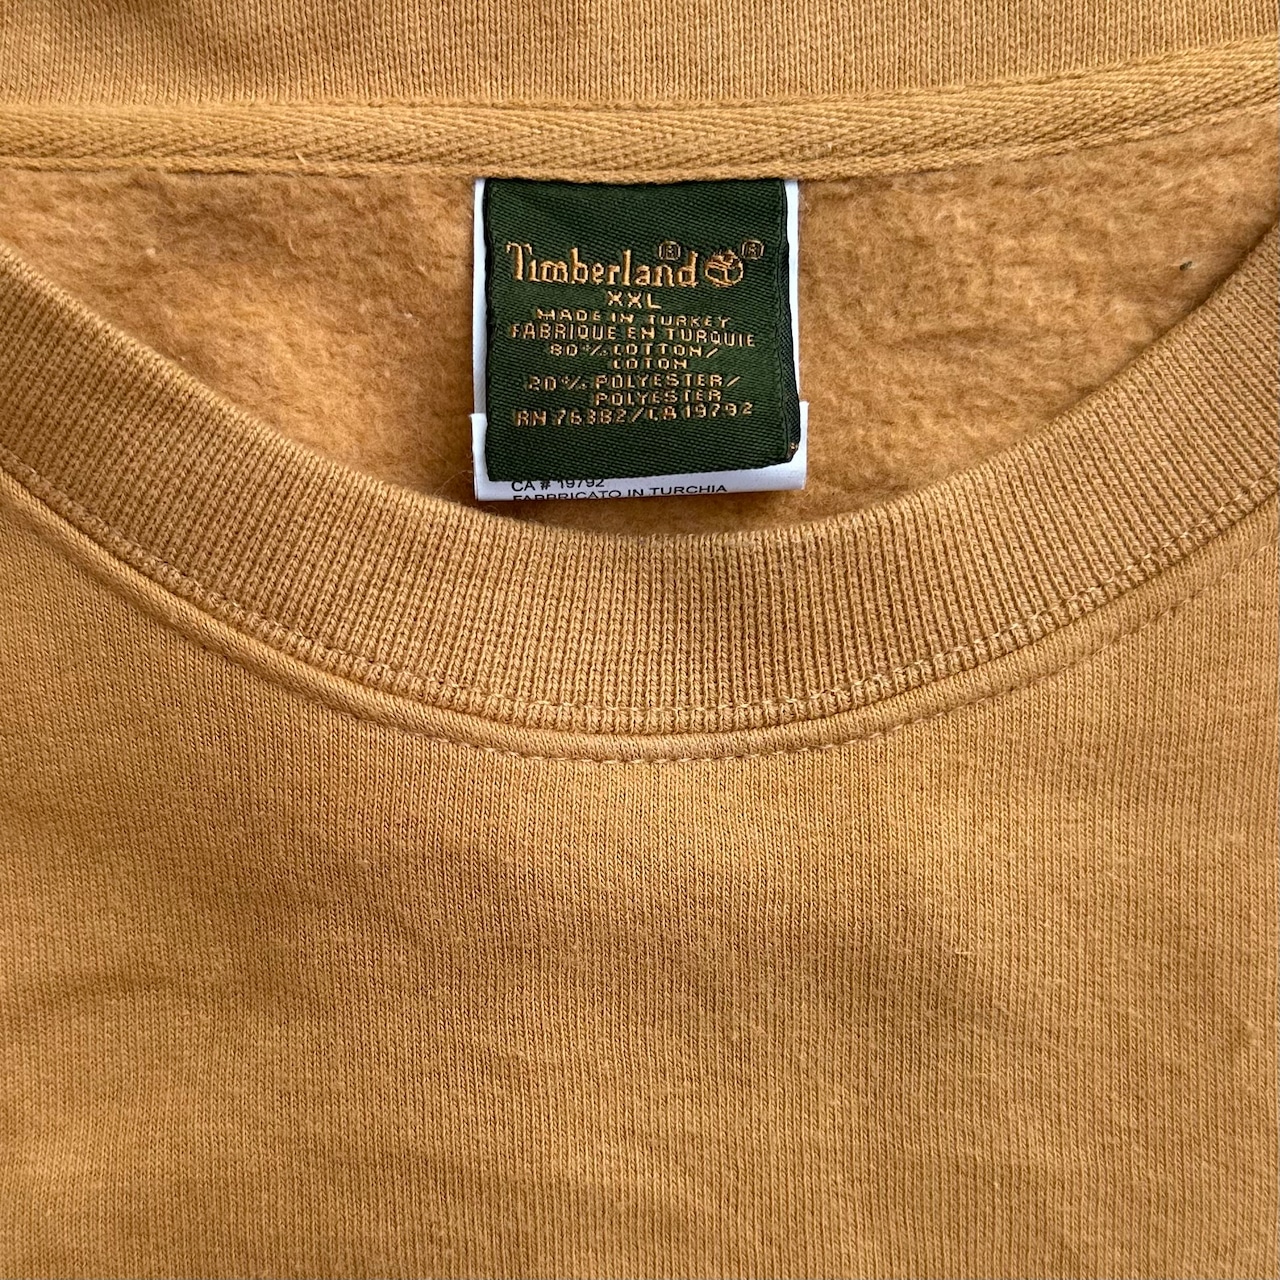 Timberland® ®
XXL
MADE IN TURKEY
FABRIQUE EN TURQUIE
80% COTTON/
COTON
20% POLYESTER/
POLYESTER
RN 76382/CA 19792
CA # 19792
FABBRICATO IN TURCHIA